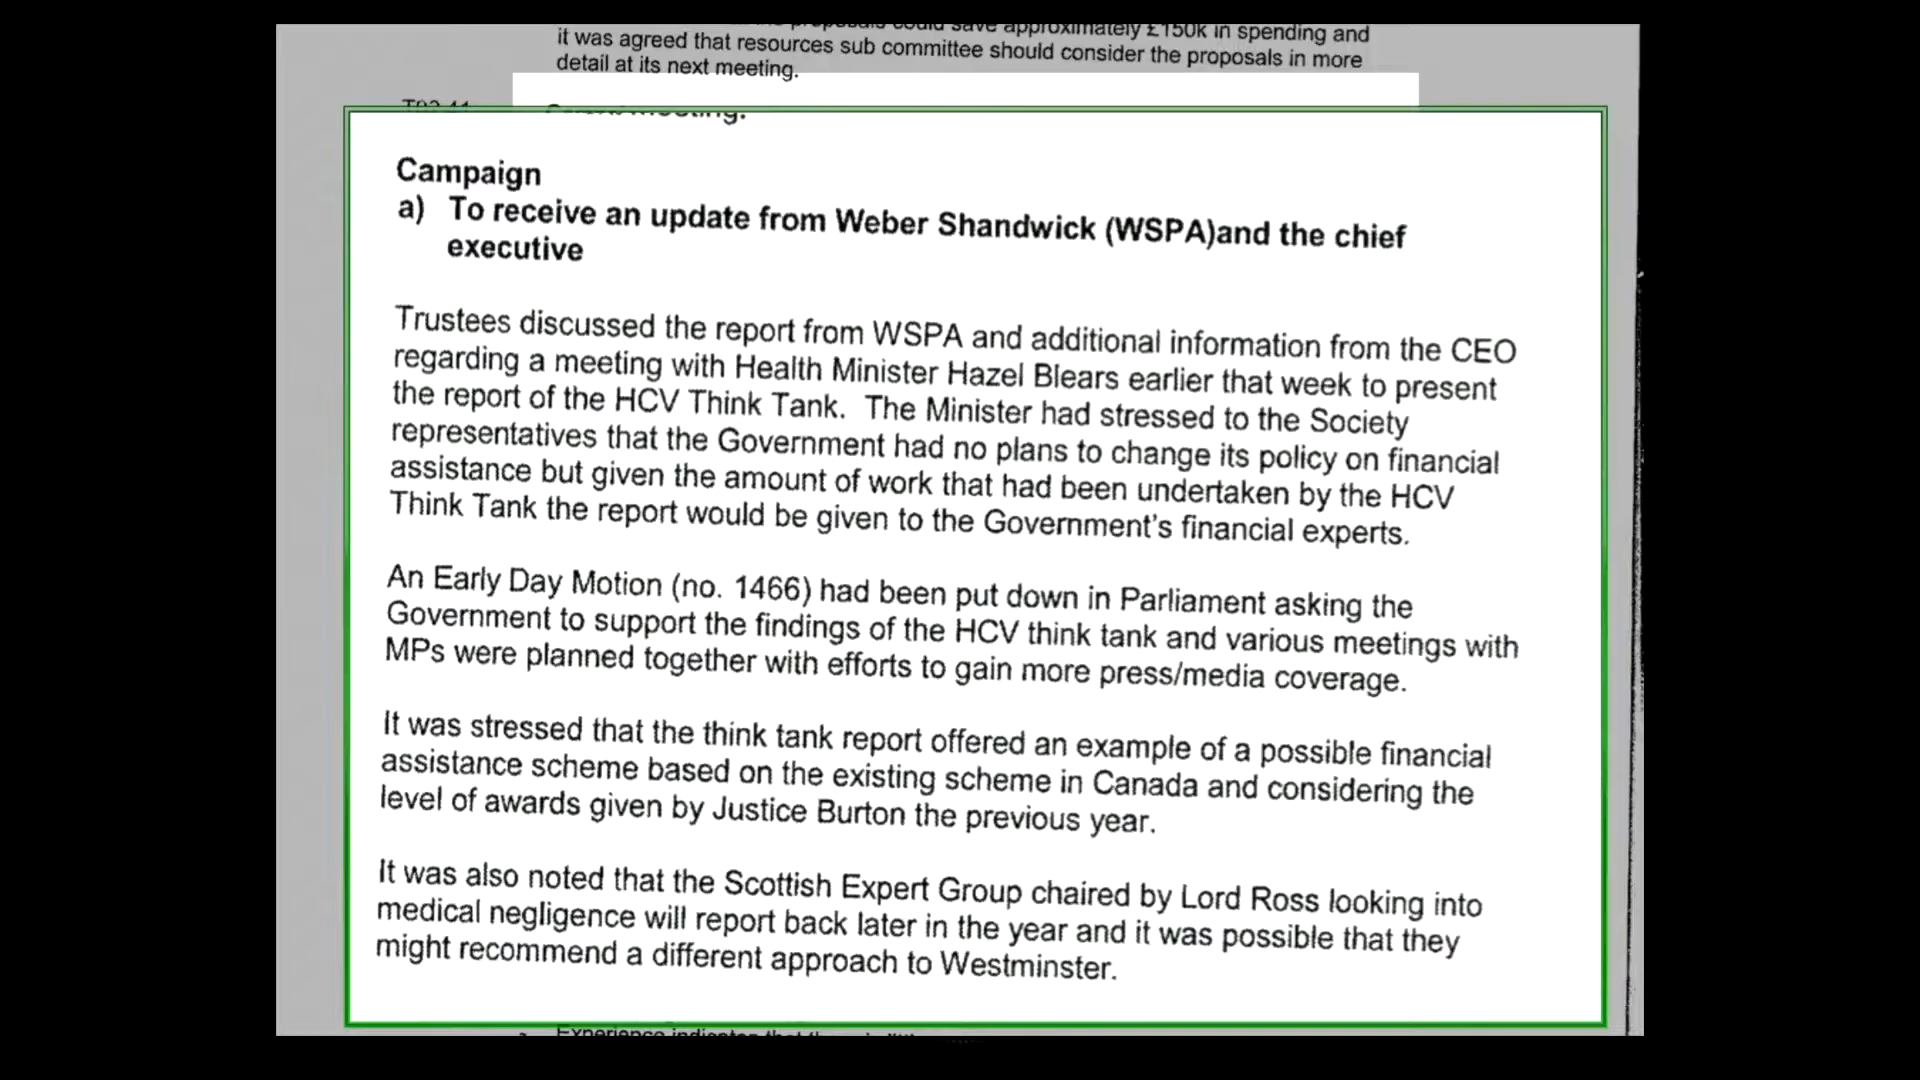 the proposals could save approximately £150k in spending and
it was agreed that resources sub committee should consider the proposals in more
detail at its next meeting.
Campaign
a) To receive an update from Weber Shandwick (WSPA)and the chief
executive
Trustees discussed the report from WSPA and additional information from the CEO
regarding a meeting with Health Minister Hazel Blears earlier that week to present
the report of the HCV Think Tank. The Minister had stressed to the Society
representatives that the Government had no plans to change its policy on financial
assistance but given the amount of work that had been undertaken by the HCV
Think Tank the report would be given to the Government's financial experts.
An Early Day Motion (no. 1466) had been put down in Parliament asking the
Government to support the findings of the HCV think tank and various meetings with
MPs were planned together with efforts to gain more press/media coverage.
It was stressed that the think tank report offered an example of a possible financial
assistance scheme based on the existing scheme in Canada and considering the
level of awards given by Justice Burton the previous year.
It was also noted that the Scottish Expert Group chaired by Lord Ross looking into
medical negligence will report back later in the year and it was possible that they
might recommend a different approach to Westminster.
Experience